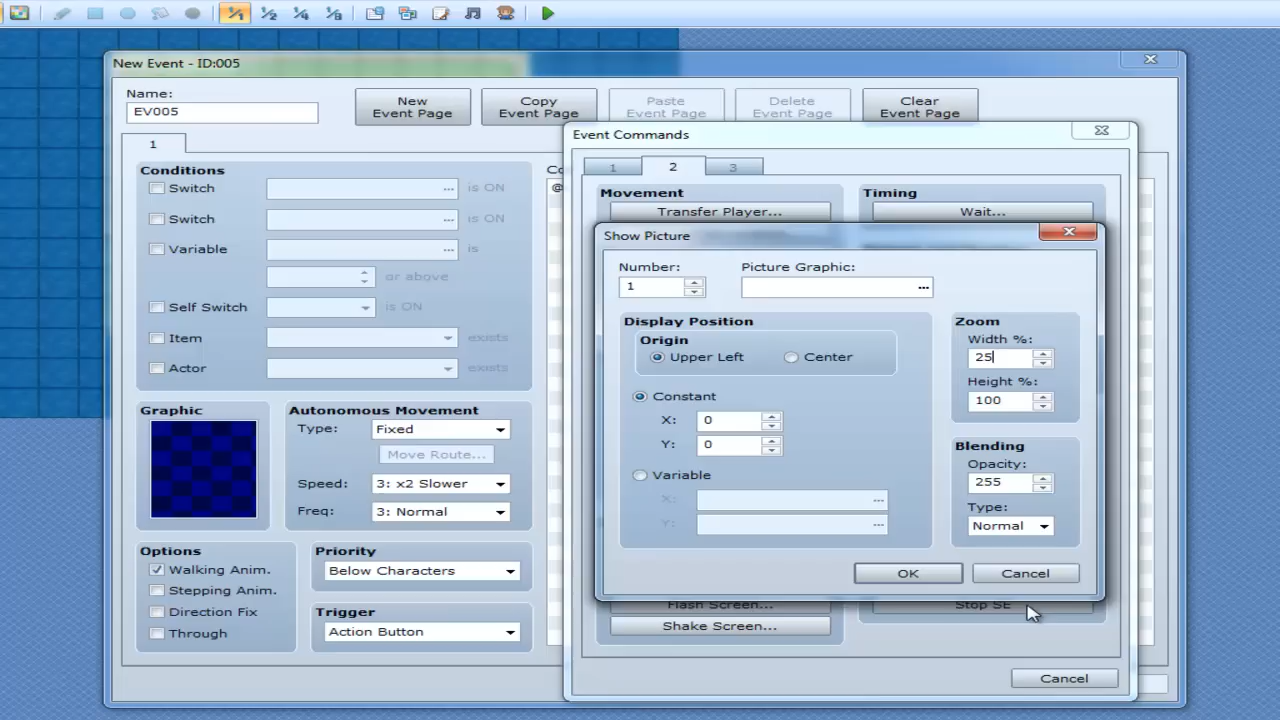 New Event - ID:005
Name:
EV005
New Event Page
Copy Event Page
Paste Event Page
Delete Event Page
Clear Event Page
1
Conditions
Switch ... is ON
Switch ... is ON
Variable ... is
or above
Self Switch is ON
Item exists
Actor exists
Graphic
Autonomous Movement
Type: Fixed
Move Route...
Speed: 3: x2 Slower
Freq: 3: Normal
Options
Walking Anim.
Stepping Anim.
Direction Fix
Through
Priority
Below Characters
Trigger
Action Button
Co
@
Event Commands
1 2 3
Movement
Transfer Player...
Timing
Wait...
Show Picture
Number:
1
Picture Graphic:
...
Display Position
Origin
Upper Left
Center
Constant
X: 0
Y: 0
Variable
X: ...
Y: ...
Zoom
Width %:
25
Height %:
100
Blending
Opacity:
255
Type:
Normal
OK
Cancel
Flash Screen...
Stop SE
Shake Screen...
Cancel